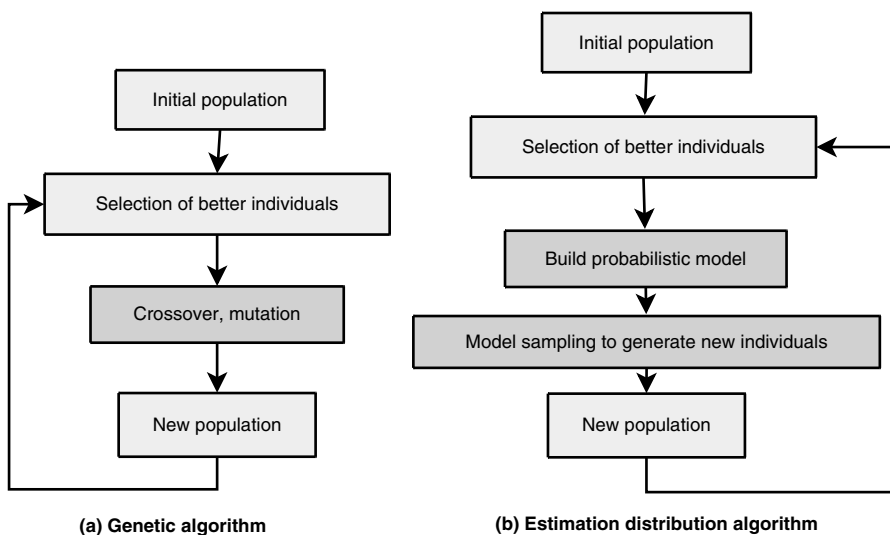 Initial population
Selection of better individuals
Crossover, mutation
New population
(a) Genetic algorithm
Initial population
Selection of better individuals
Build probabilistic model
Model sampling to generate new individuals
New population
(b) Estimation distribution algorithm